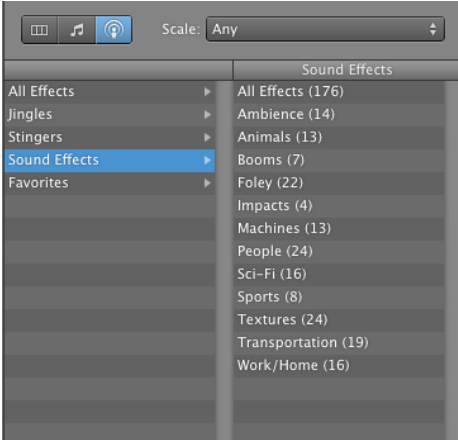 Scale: Any
Sound Effects
All Effects
Jingles
Stingers
Sound Effects
Favorites
All Effects (176)
Ambience (14)
Animals (13)
Booms (7)
Foley (22)
Impacts (4)
Machines (13)
People (24)
Sci-Fi (16)
Sports (8)
Textures (24)
Transportation (19)
Work/Home (16)